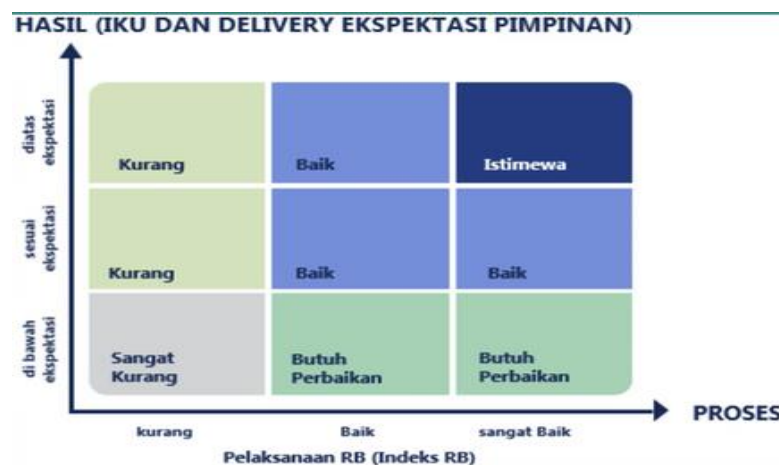 HASIL (IKU DAN DELIVERY EKSPEKTASI PIMPINAN)
diatas
ekspektasi
Kurang
Baik
Istimewa
sesuai
ekspektasi
Kurang
Baik
Baik
di bawah
ekspektasi
Sangat
Kurang
Butuh
Perbaikan
Butuh
Perbaikan
PROSES
kurang
Baik
sangat Baik
Pelaksanaan RB (Indeks RB)